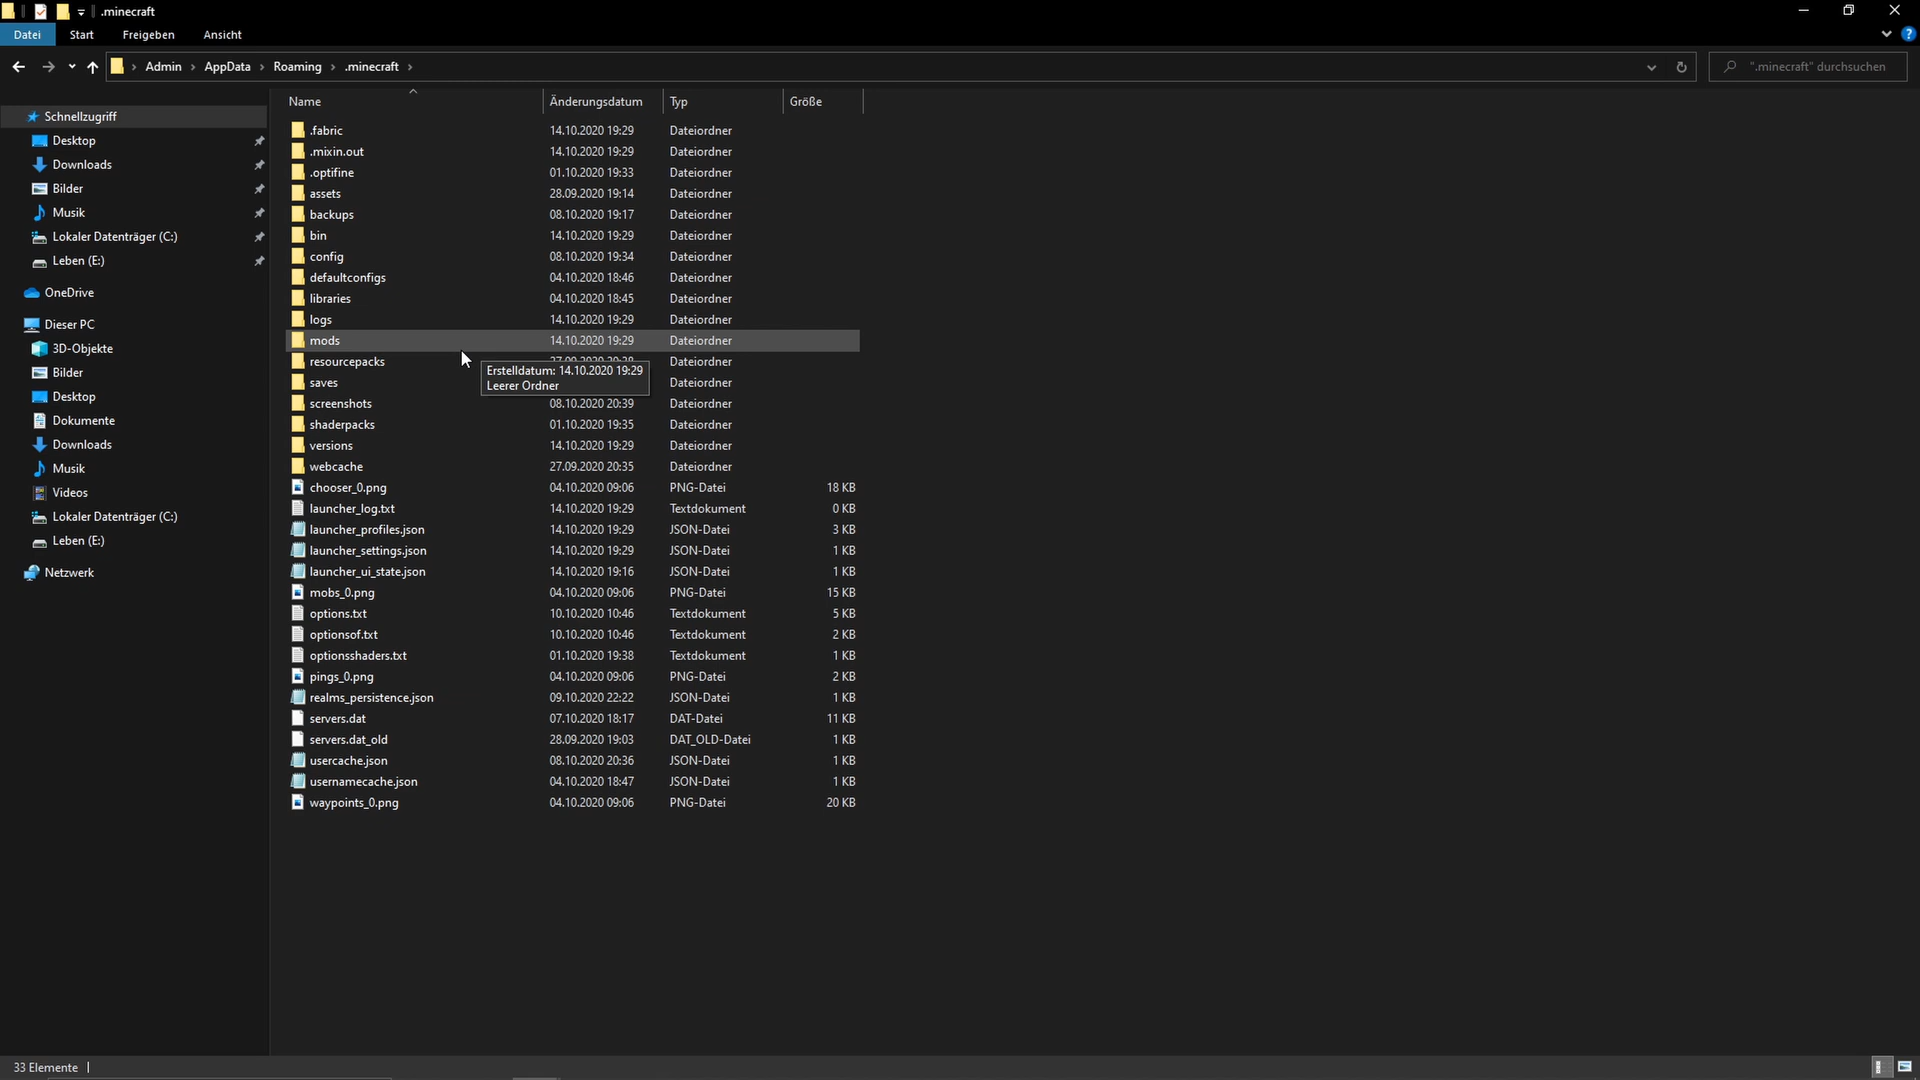 .minecraft
Datei Start Freigeben Ansicht
Admin AppData Roaming .minecraft ".minecraft" durchsuchen
Name Änderungsdatum Typ Größe
Schnellzugriff
Desktop
Downloads
Bilder
Musik
Lokaler Datenträger (C:)
Leben (E:)
OneDrive
Dieser PC
3D-Objekte
Bilder
Desktop
Dokumente
Downloads
Musik
Videos
Lokaler Datenträger (C:)
Leben (E:)
Netzwerk
.fabric 14.10.2020 19:29 Dateiordner
.mixin.out 14.10.2020 19:29 Dateiordner
.optifine 01.10.2020 19:33 Dateiordner
assets 28.09.2020 19:14 Dateiordner
backups 08.10.2020 19:17 Dateiordner
bin 14.10.2020 19:29 Dateiordner
config 08.10.2020 19:34 Dateiordner
defaultconfigs 04.10.2020 18:46 Dateiordner
libraries 04.10.2020 18:45 Dateiordner
logs 14.10.2020 19:29 Dateiordner
mods 14.10.2020 19:29 Dateiordner
resourcepacks Dateiordner
Erstelldatum: 14.10.2020 19:29
Leerer Ordner
saves Dateiordner
screenshots 08.10.2020 20:39 Dateiordner
shaderpacks 01.10.2020 19:35 Dateiordner
versions 14.10.2020 19:29 Dateiordner
webcache 27.09.2020 20:35 Dateiordner
chooser_0.png 04.10.2020 09:06 PNG-Datei 18 KB
launcher_log.txt 14.10.2020 19:29 Textdokument 0 KB
launcher_profiles.json 14.10.2020 19:29 JSON-Datei 3 KB
launcher_settings.json 14.10.2020 19:29 JSON-Datei 1 KB
launcher_ui_state.json 14.10.2020 19:16 JSON-Datei 1 KB
mobs_0.png 04.10.2020 09:06 PNG-Datei 15 KB
options.txt 10.10.2020 10:46 Textdokument 5 KB
optionsof.txt 10.10.2020 10:46 Textdokument 2 KB
optionsshaders.txt 01.10.2020 19:38 Textdokument 1 KB
pings_0.png 04.10.2020 09:06 PNG-Datei 2 KB
realms_persistence.json 09.10.2020 22:22 JSON-Datei 1 KB
servers.dat 07.10.2020 18:17 DAT-Datei 11 KB
servers.dat_old 28.09.2020 19:03 DAT_OLD-Datei 1 KB
usercache.json 08.10.2020 20:36 JSON-Datei 1 KB
usernamecache.json 04.10.2020 18:47 JSON-Datei 1 KB
waypoints_0.png 04.10.2020 09:06 PNG-Datei 20 KB
33 Elemente